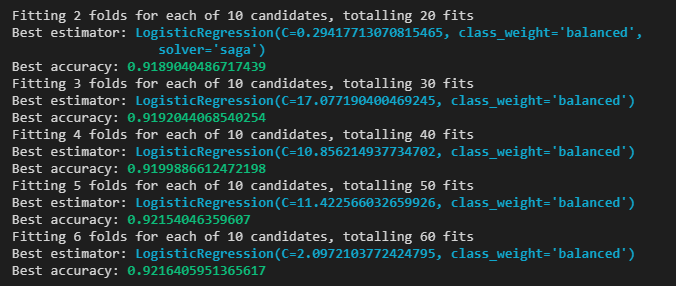 Fitting 2 folds for each of 10 candidates, totalling 20 fits
Best estimator: LogisticRegression(C=0.29417713070815465, class_weight='balanced',
solver='saga')
Best accuracy: 0.9189040486717439
Fitting 3 folds for each of 10 candidates, totalling 30 fits
Best estimator: LogisticRegression(C=17.077190400469245, class_weight='balanced')
Best accuracy: 0.9192044068540254
Fitting 4 folds for each of 10 candidates, totalling 40 fits
Best estimator: LogisticRegression(C=10.856214937734702, class_weight='balanced')
Best accuracy: 0.9199886612472198
Fitting 5 folds for each of 10 candidates, totalling 50 fits
Best estimator: LogisticRegression(C=11.422566032659926, class_weight='balanced')
Best accuracy: 0.92154046359607
Fitting 6 folds for each of 10 candidates, totalling 60 fits
Best estimator: LogisticRegression(C=2.0972103772424795, class_weight='balanced')
Best accuracy: 0.9216405951365617